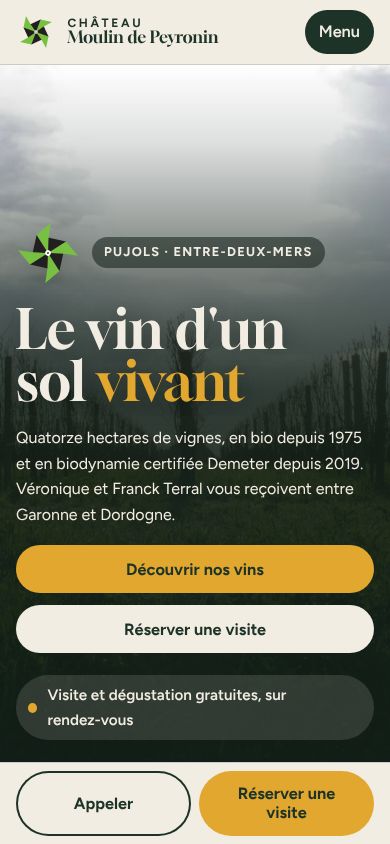 CHÂTEAU
Moulin de Peyronin
Menu
PUJOLS · ENTRE-DEUX-MERS
Le vin d'un
sol vivant
Quatorze hectares de vignes, en bio depuis 1975
et en biodynamie certifiée Demeter depuis 2019.
Véronique et Franck Terral vous reçoivent entre
Garonne et Dordogne.
Découvrir nos vins
Réserver une visite
Visite et dégustation gratuites, sur
rendez-vous
Appeler
Réserver une
visite